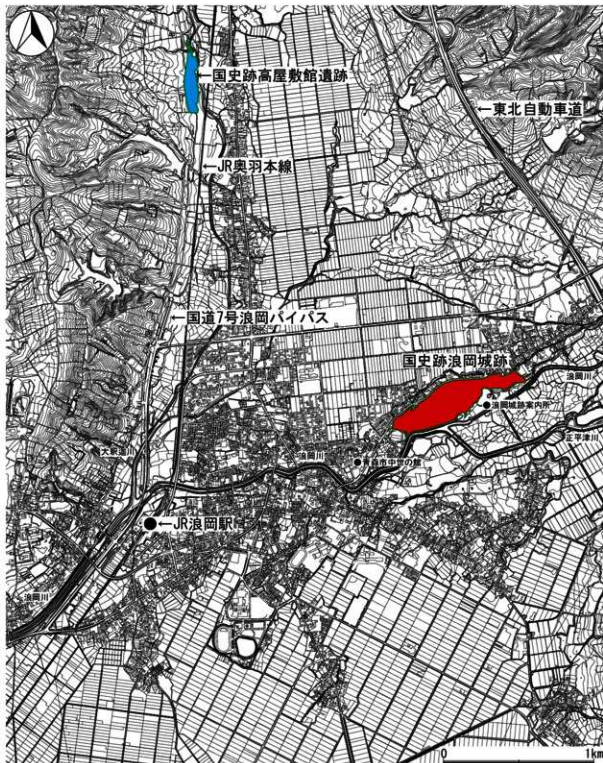 ←国史跡高屋敷館遺跡
←東北自動車道
←JR奥羽本線
←国道7号浪岡バイパス
国史跡浪岡城跡
浪岡川
●浪岡城跡案内所
正平津川
大釈迦川
浪岡川
●青森市中世の館
●←JR浪岡駅
浪岡川
0 1km